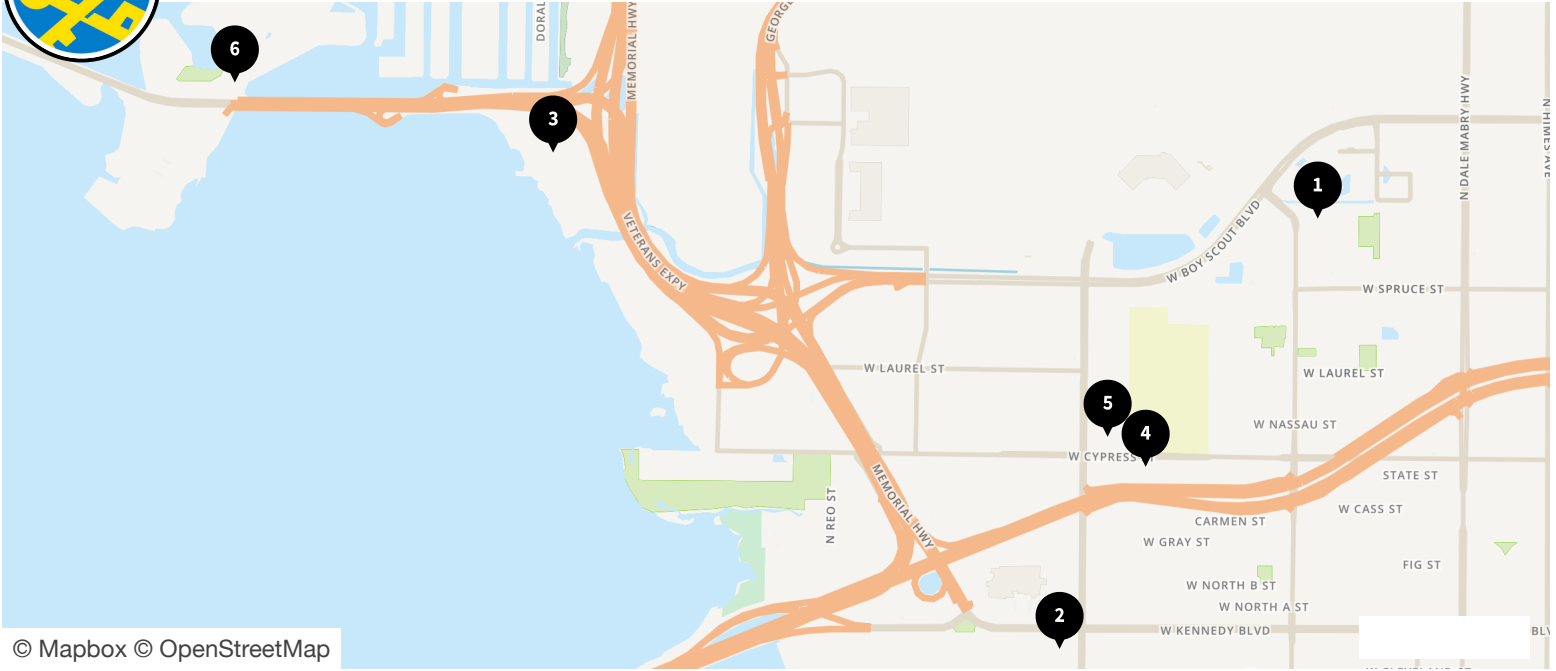 6
DORAL
MEMORIAL HWY
GEORG
3
N DALE MABRY HWY
N HIMES AVE
1
VETERANS EXPY
W BOY SCOUT BLVD
W SPRUCE ST
W LAUREL ST
W LAUREL ST
5
4
W NASSAU ST
W CYPRESS ST
STATE ST
MEMORIAL HWY
N REO ST
W CASS ST
CARMEN ST
W GRAY ST
FIG ST
W NORTH B ST
W NORTH A ST
2
W KENNEDY BLVD
BLV
© Mapbox © OpenStreetMap